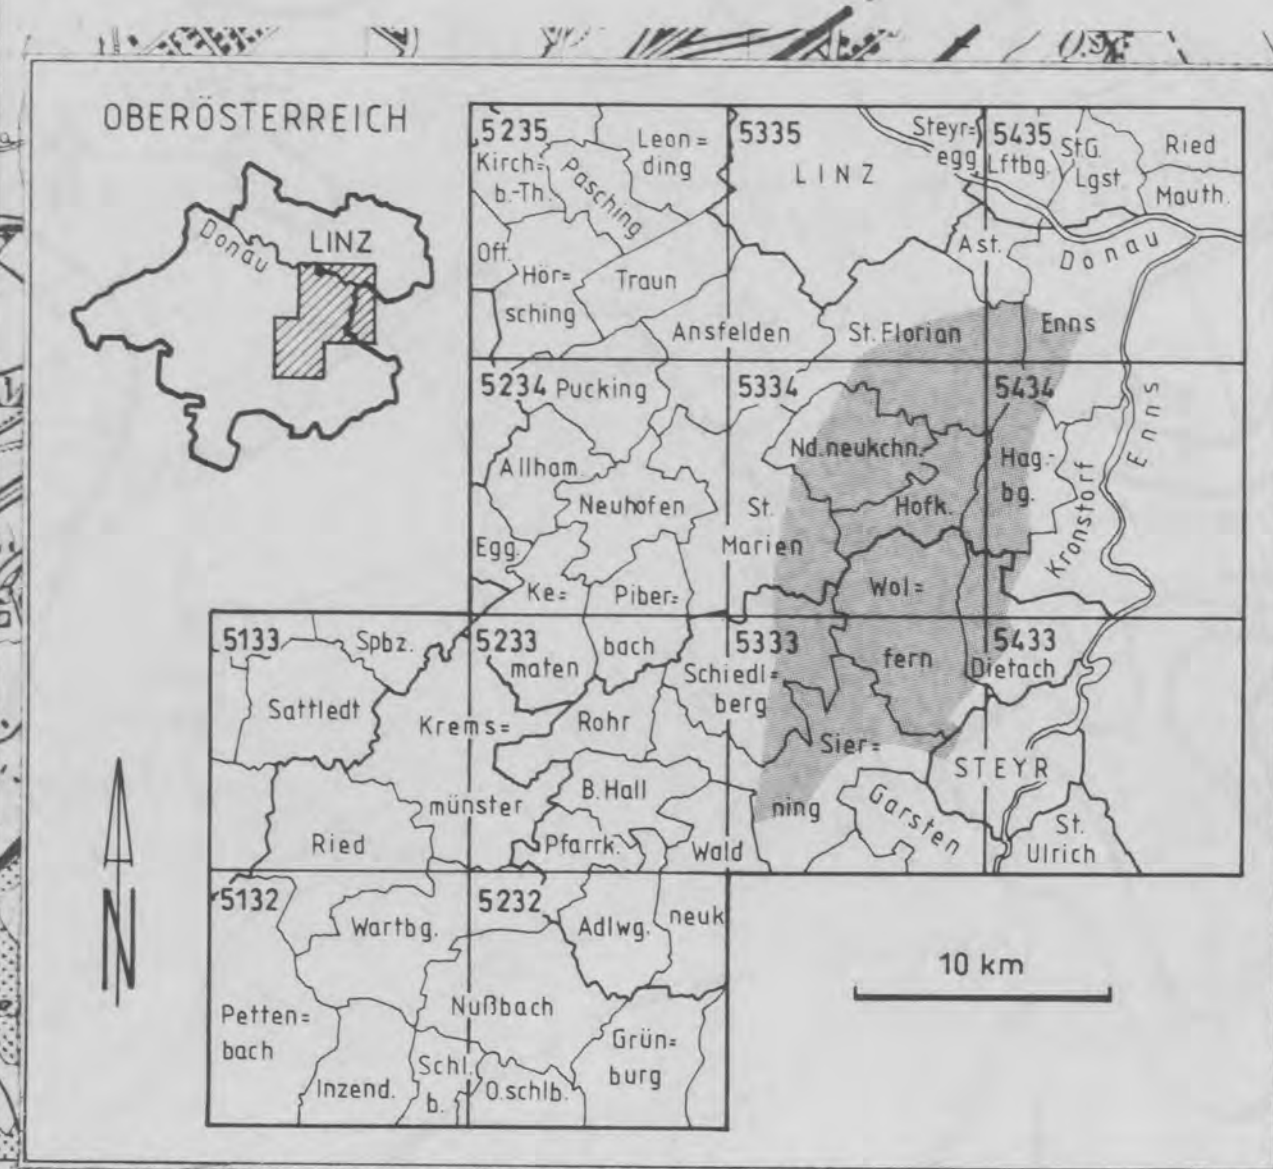 OBERÖSTERREICH
Donau
LINZ
5235
Leon=
ding
Kirch=
b.-Th.
Pasching
Off.
Hör=
sching
Traun
Ansfelden
5335
LINZ
Steyr=
egg
St. Florian
Ast.
5435
Lftbg.
St.G.
Lgst.
Ried
Mauth.
Donau
Enns
5234
Pucking
Allham.
Neuhofen
Egg.
Ke=
Piber=
5334
Nd.neukchn.
St.
Marien
Hofk.
Wol=
5434
Hag.=
bg.
Kronstorf
Enns
5133
Spbz.
Sattledt
Krems=
münster
Ried
5233
maten
bach
Rohr
B.Hall
Pfarrk.
Wald
5333
Schiedl=
berg
fern
Sier=
ning
Garsten
5433
Dietach
STEYR
St.
Ulrich
5132
Wartbg.
Petten=
bach
Inzend.
Schl.
b.
5232
Adlwg.
neuk
Nußbach
O.schlb.
Grün=
burg
N
10 km